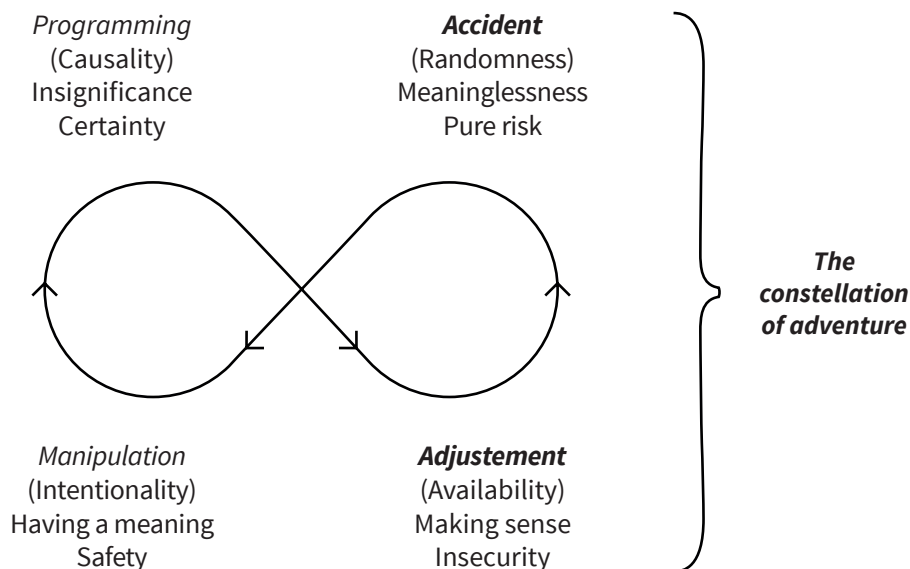 Programming
(Causality)
Insignificance
Certainty
Accident
(Randomness)
Meaninglessness
Pure risk
The
constellation
of adventure
Manipulation
(Intentionality)
Having a meaning
Safety
Adjustement
(Availability)
Making sense
Insecurity